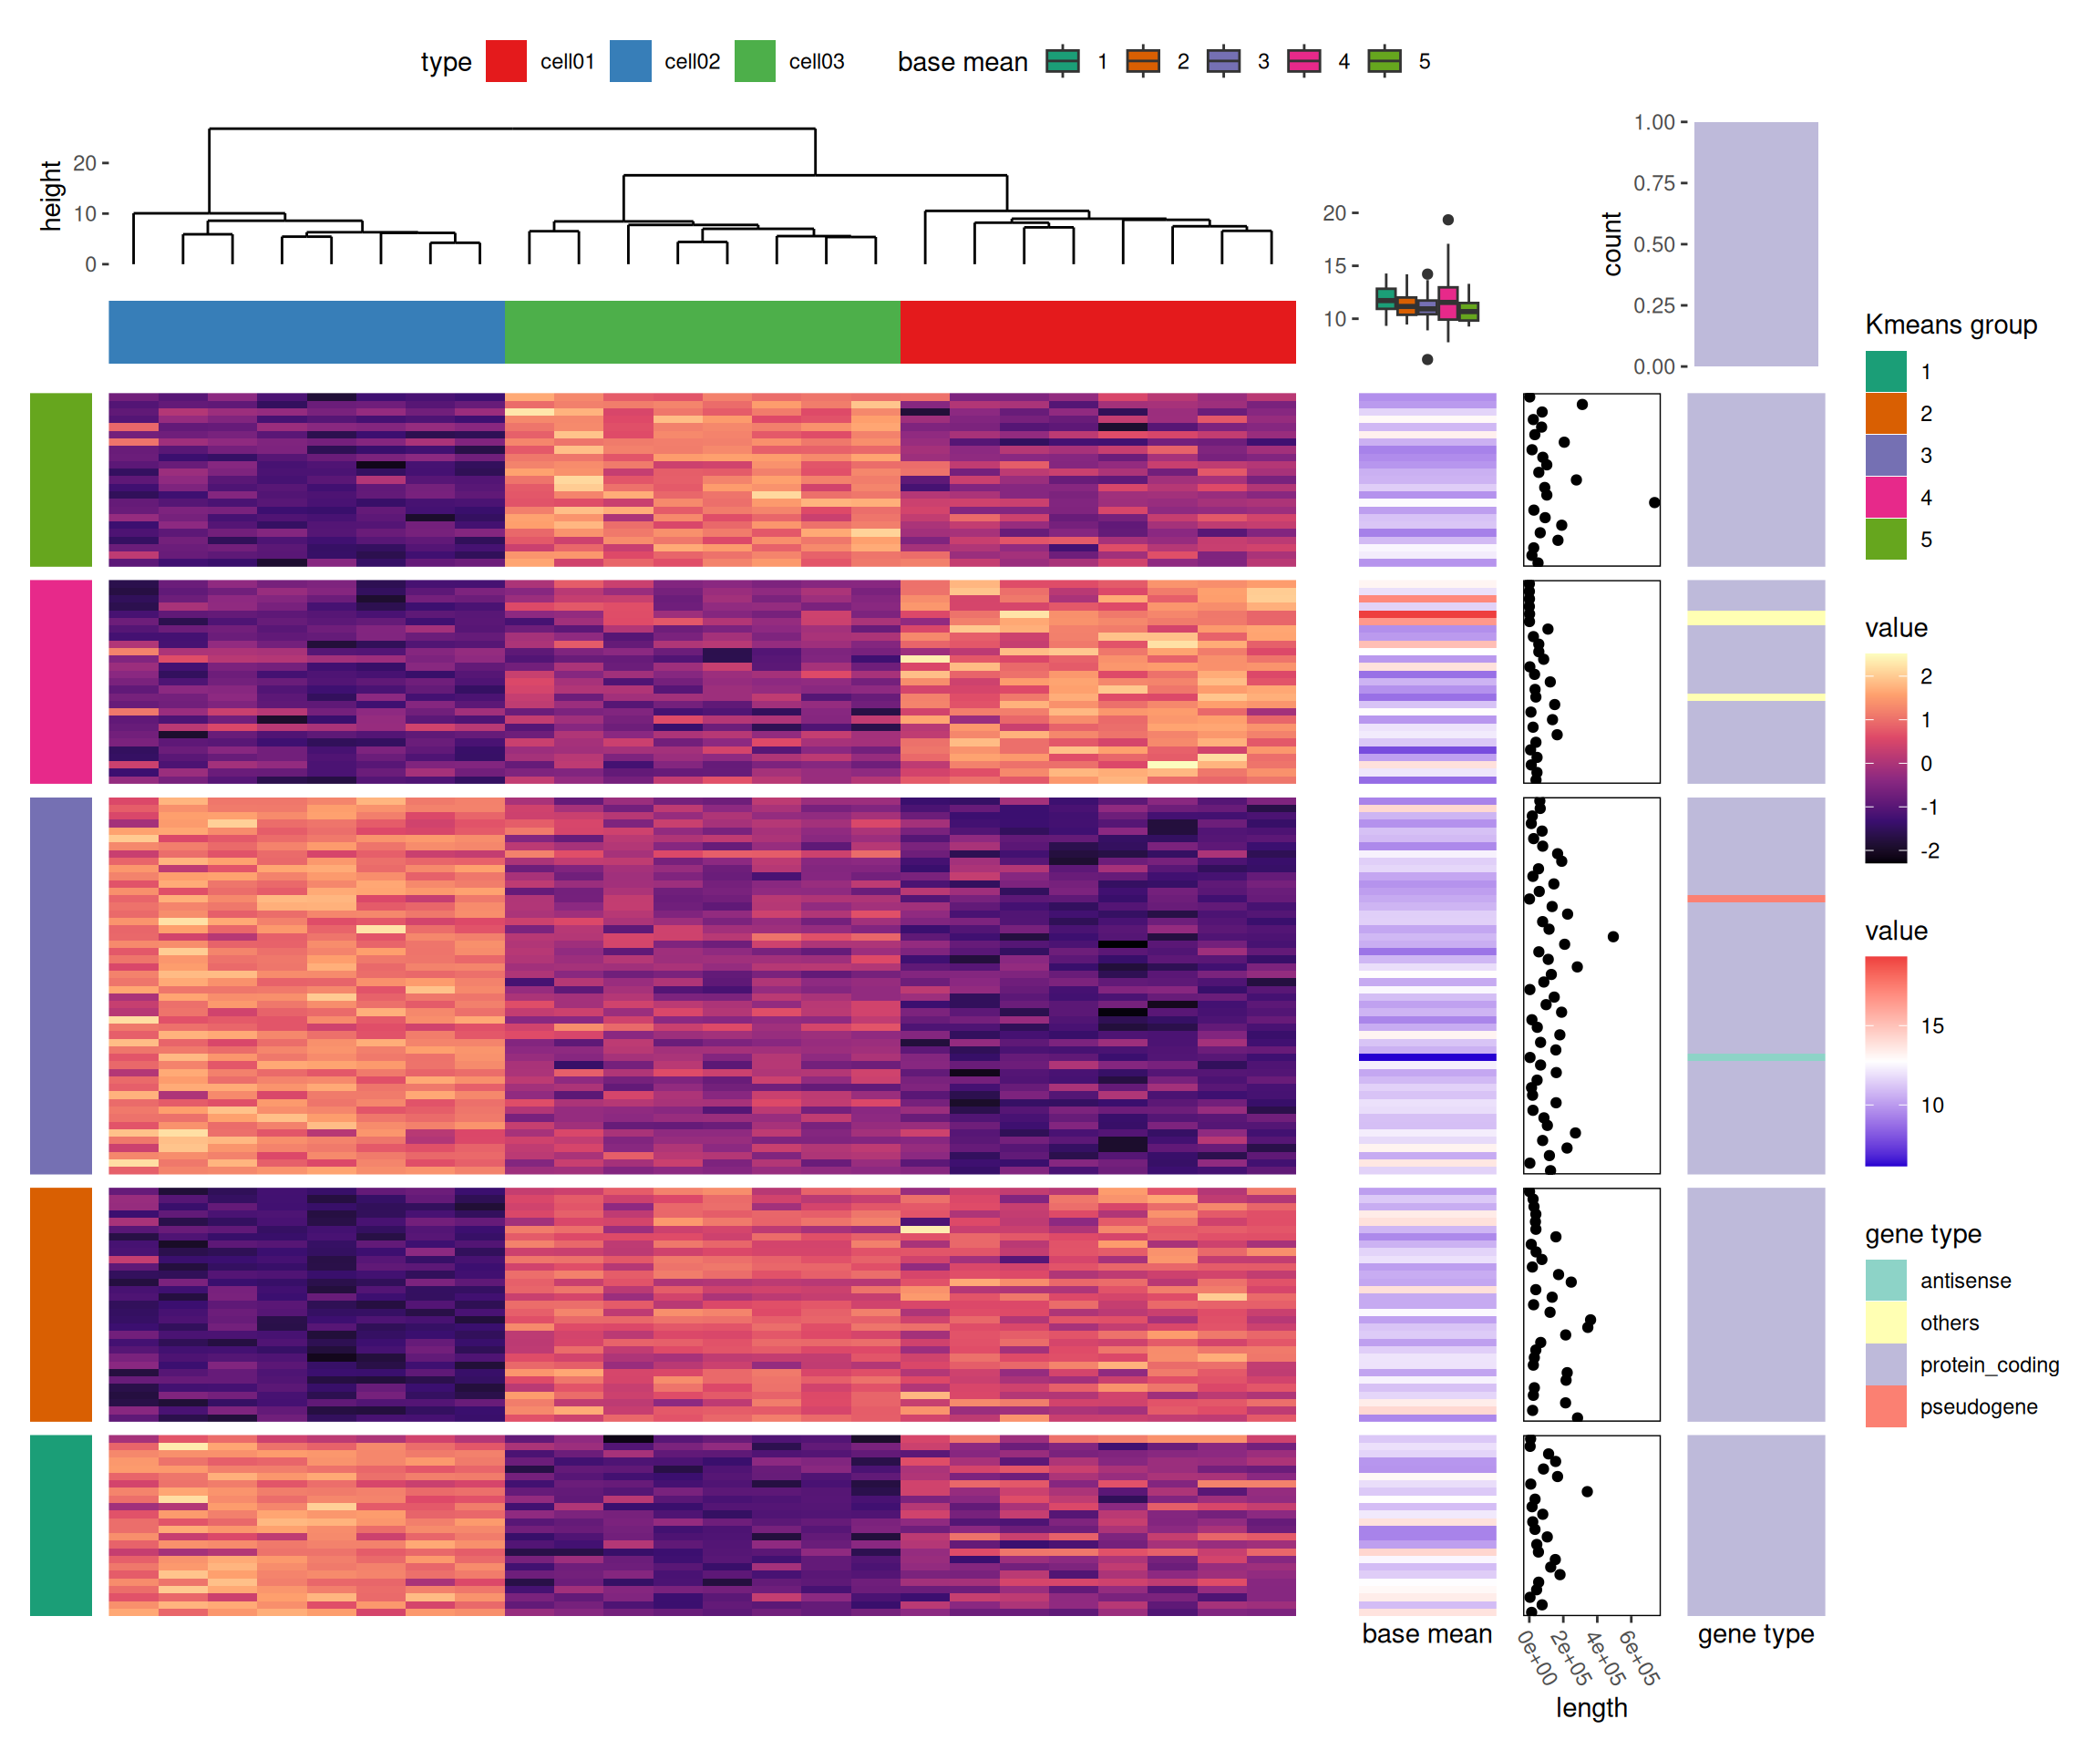 type cell01 cell02 cell03 base mean 1 2 3 4 5
height
20
10
0
20
15
10
count
1.00
0.75
0.50
0.25
0.00
Kmeans group
1
2
3
4
5
value
2
1
0
-1
-2
value
15
10
gene type
antisense
others
protein_coding
pseudogene
base mean
0e+00
2e+05
4e+05
6e+05
length
gene type